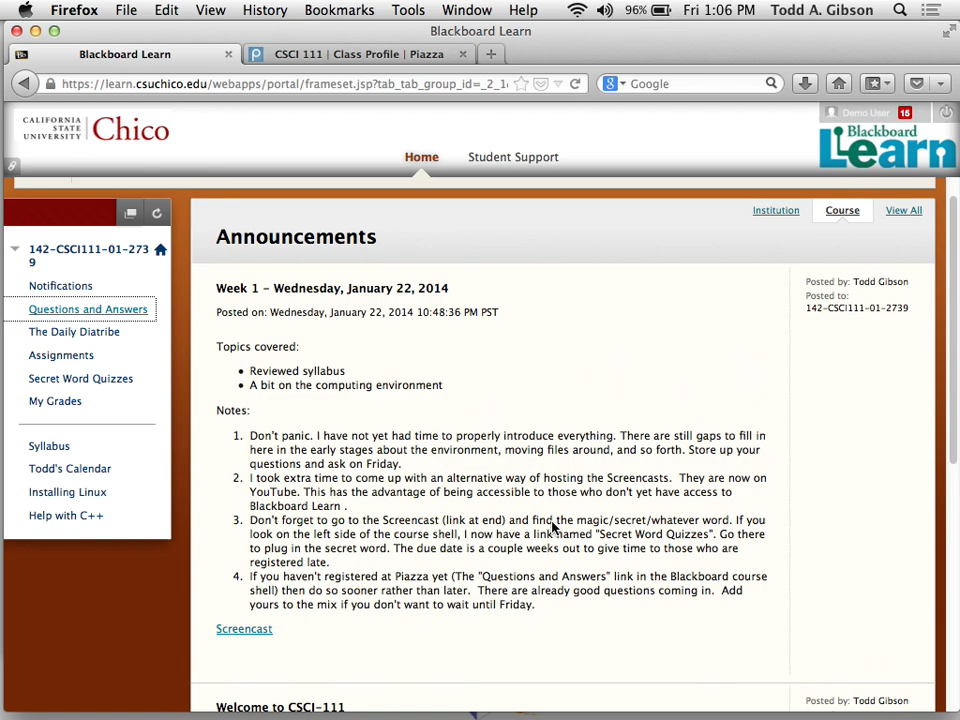 Firefox File Edit View History Bookmarks Tools Window Help 96% Fri 1:06 PM Todd A. Gibson
Blackboard Learn
Blackboard Learn CSCI 111 | Class Profile | Piazza
https://learn.csuchico.edu/webapps/portal/frameset.jsp?tab_tab_group_id=_2_1 Google
CALIFORNIA STATE UNIVERSITY Chico
Demo User 15
Blackboard Learn
Home Student Support
Institution Course View All
142-CSCI111-01-273
9
Notifications
Questions and Answers
The Daily Diatribe
Assignments
Secret Word Quizzes
My Grades
Syllabus
Todd's Calendar
Installing Linux
Help with C++
Announcements
Week 1 – Wednesday, January 22, 2014
Posted on: Wednesday, January 22, 2014 10:48:36 PM PST
Topics covered:
• Reviewed syllabus
• A bit on the computing environment
Notes:
1. Don't panic. I have not yet had time to properly introduce everything. There are still gaps to fill in
here in the early stages about the environment, moving files around, and so forth. Store up your
questions and ask on Friday.
2. I took extra time to come up with an alternative way of hosting the Screencasts. They are now on
YouTube. This has the advantage of being accessible to those who don't yet have access to
Blackboard Learn .
3. Don't forget to go to the Screencast (link at end) and find the magic/secret/whatever word. If you
look on the left side of the course shell, I now have a link named "Secret Word Quizzes". Go there
to plug in the secret word. The due date is a couple weeks out to give time to those who are
registered late.
4. If you haven't registered at Piazza yet (The "Questions and Answers" link in the Blackboard course
shell) then do so sooner rather than later. There are already good questions coming in. Add
yours to the mix if you don't want to wait until Friday.
Screencast
Posted by: Todd Gibson
Posted to:
142-CSCI111-01-2739
Welcome to CSCI-111
Posted by: Todd Gibson